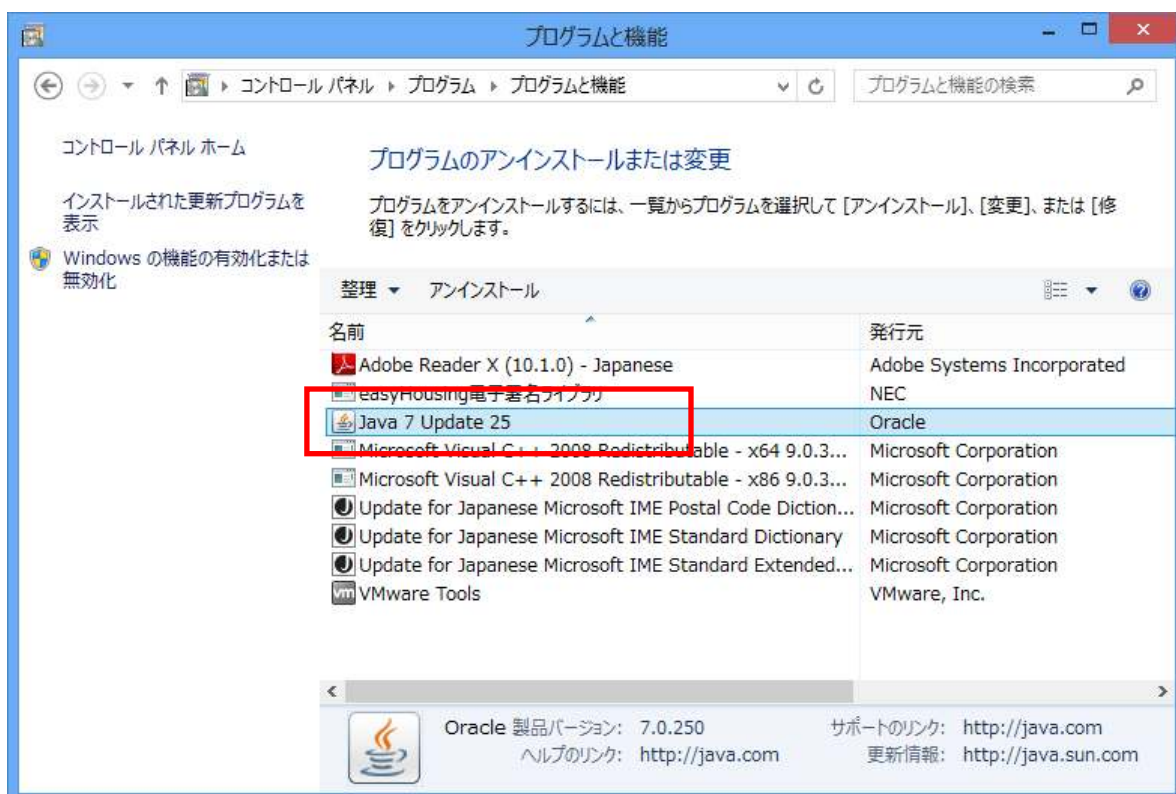 プログラムと機能
コントロール パネル ▸ プログラム ▸ プログラムと機能
プログラムと機能の検索
コントロール パネル ホーム
インストールされた更新プログラムを
表示
Windows の機能の有効化または
無効化
プログラムのアンインストールまたは変更
プログラムをアンインストールするには、一覧からプログラムを選択して [アンインストール]、[変更]、または [修
復] をクリックします。
整理 アンインストール
名前 発行元
Adobe Reader X (10.1.0) - Japanese Adobe Systems Incorporated
easyHousing電子署名ライブラリ NEC
Java 7 Update 25 Oracle
Microsoft Visual C++ 2008 Redistributable - x64 9.0.3... Microsoft Corporation
Microsoft Visual C++ 2008 Redistributable - x86 9.0.3... Microsoft Corporation
Update for Japanese Microsoft IME Postal Code Diction... Microsoft Corporation
Update for Japanese Microsoft IME Standard Dictionary Microsoft Corporation
Update for Japanese Microsoft IME Standard Extended... Microsoft Corporation
vm VMware Tools VMware, Inc.
Oracle 製品バージョン: 7.0.250 サポートのリンク: http://java.com
ヘルプのリンク: http://java.com 更新情報: http://java.sun.com